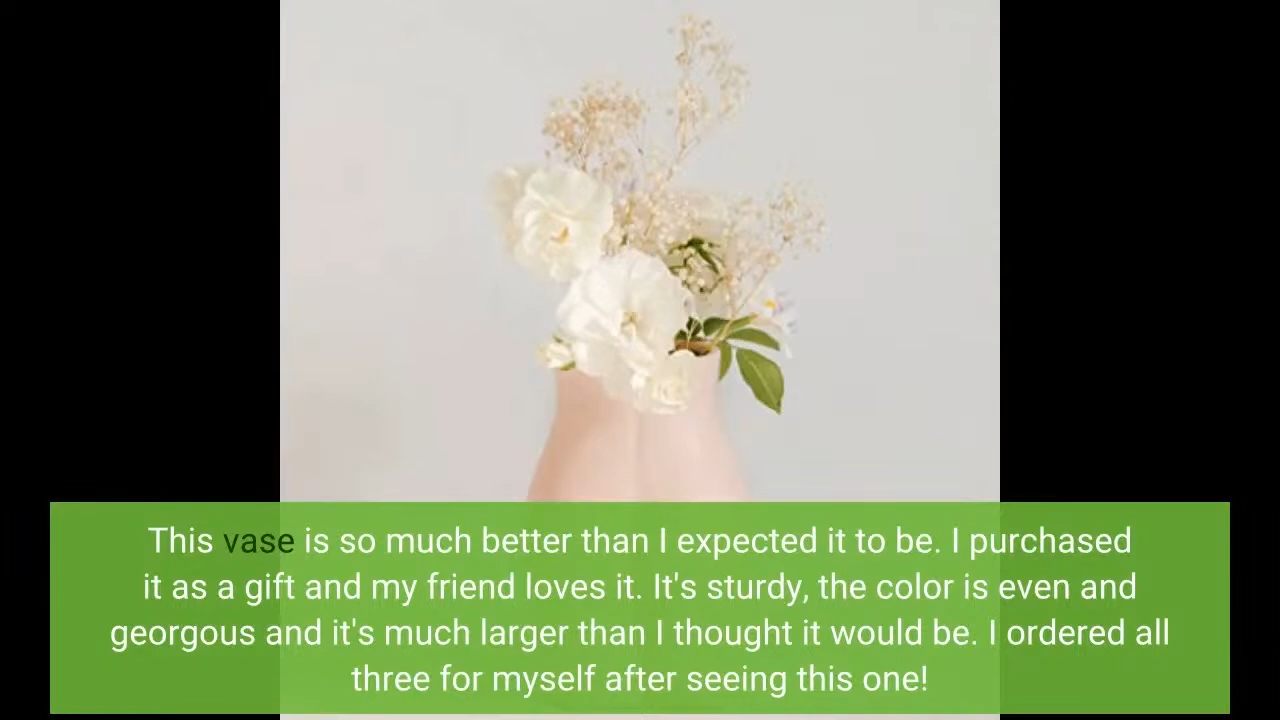 This vase is so much better than I expected it to be. I purchased
it as a gift and my friend loves it. It's sturdy, the color is even and
georgous and it's much larger than I thought it would be. I ordered all
three for myself after seeing this one!